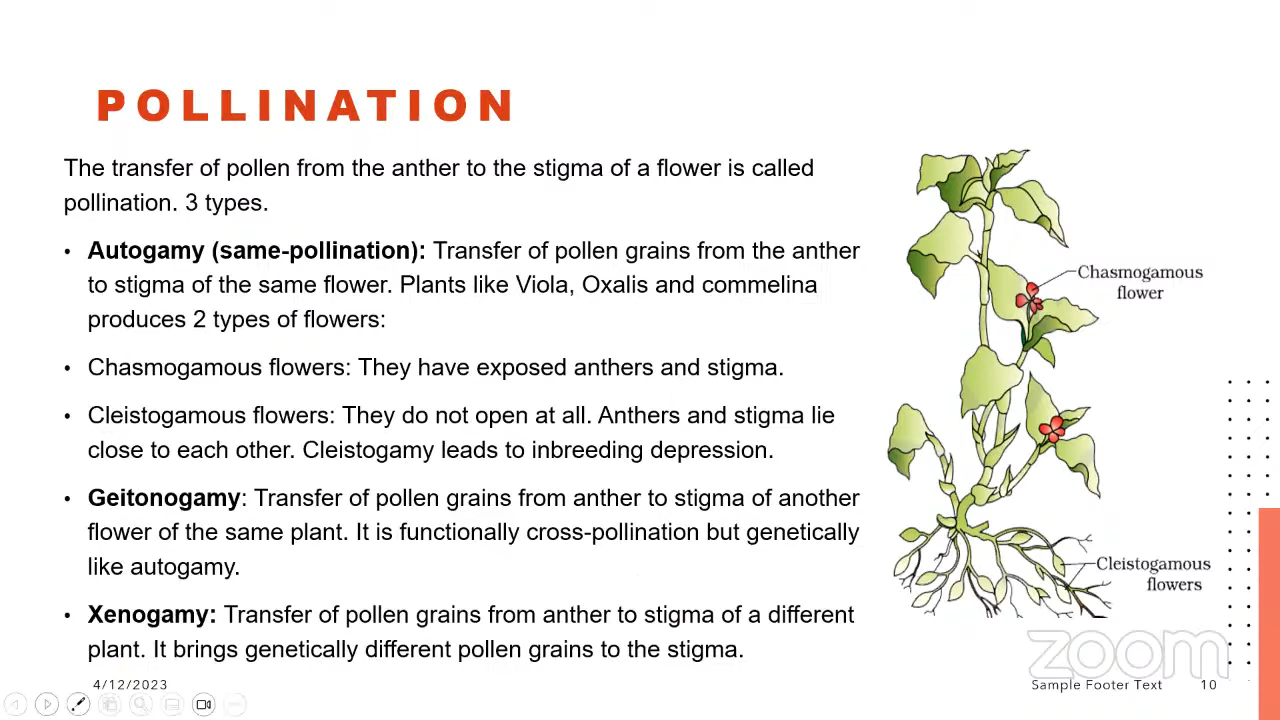 POLLINATION
The transfer of pollen from the anther to the stigma of a flower is called
pollination. 3 types.
• Autogamy (same-pollination): Transfer of pollen grains from the anther
to stigma of the same flower. Plants like Viola, Oxalis and commelina
produces 2 types of flowers:
• Chasmogamous flowers: They have exposed anthers and stigma.
• Cleistogamous flowers: They do not open at all. Anthers and stigma lie
close to each other. Cleistogamy leads to inbreeding depression.
• Geitonogamy: Transfer of pollen grains from anther to stigma of another
flower of the same plant. It is functionally cross-pollination but genetically
like autogamy.
• Xenogamy: Transfer of pollen grains from anther to stigma of a different
plant. It brings genetically different pollen grains to the stigma.
Chasmogamous
flower
Cleistogamous
flowers
zoom
4/12/2023
Sample Footer Text
10